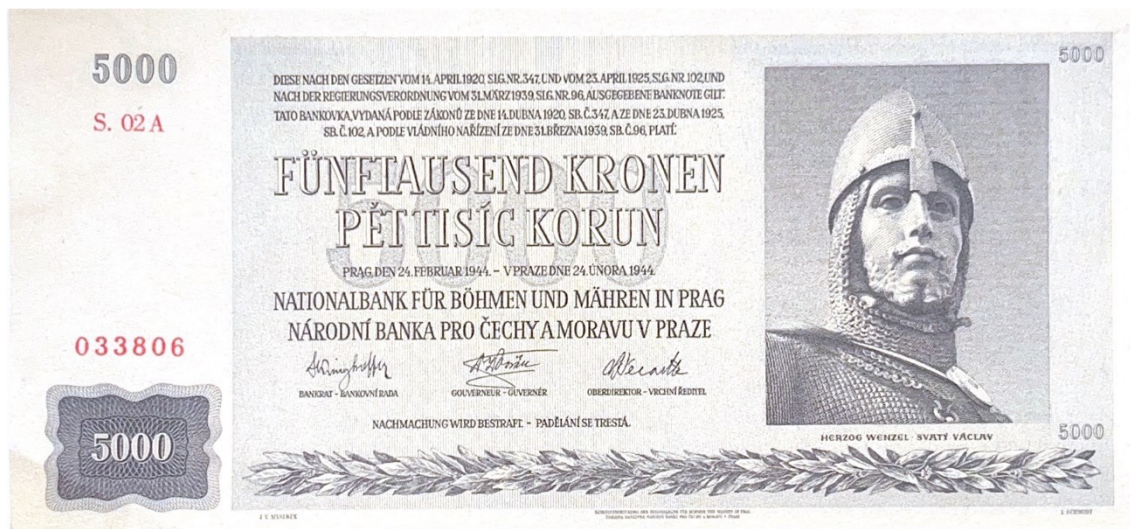 5000
S. 02 A
5000
DIESE NACH DEN GESETZEN VOM 14. APRIL 1920, SLG. NR. 347, UND VOM 23. APRIL 1925, SLG. NR. 102, UND
NACH DER REGIERUNGSVERORDNUNG VOM 31. MÄRZ 1939, SLG. NR. 96, AUSGEGEBENE BANKNOTE GILT:
TATO BANKOVKA, VYDANÁ PODLE ZÁKONŮ ZE DNE 14. DUBNA 1920, SB. Č. 347, A ZE DNE 23. DUBNA 1925,
SB. Č. 102, A PODLE VLÁDNÍHO NAŘÍZENÍ ZE DNE 31. BŘEZNA 1939, SB. Č. 96, PLATÍ:
5000
FÜNFTAUSEND KRONEN
PĚT TISÍC KORUN
PRAG, DEN 24. FEBRUAR 1944. – V PRAZE DNE 24. ÚNORA 1944.
NATIONALBANK FÜR BÖHMEN UND MÄHREN IN PRAG
NÁRODNÍ BANKA PRO ČECHY A MORAVU V PRAZE
033806
BANKRAT – BANKOVNÍ RADA
GOUVERNEUR – GUVERNÉR
OBERDIREKTOR – VRCHNÍ ŘEDITEL
NACHMACHUNG WIRD BESTRAFT. – PADĚLÁNÍ SE TRESTÁ.
HERZOG WENZEL · SVATÝ VÁCLAV
5000
5000
J. SCHMIDT